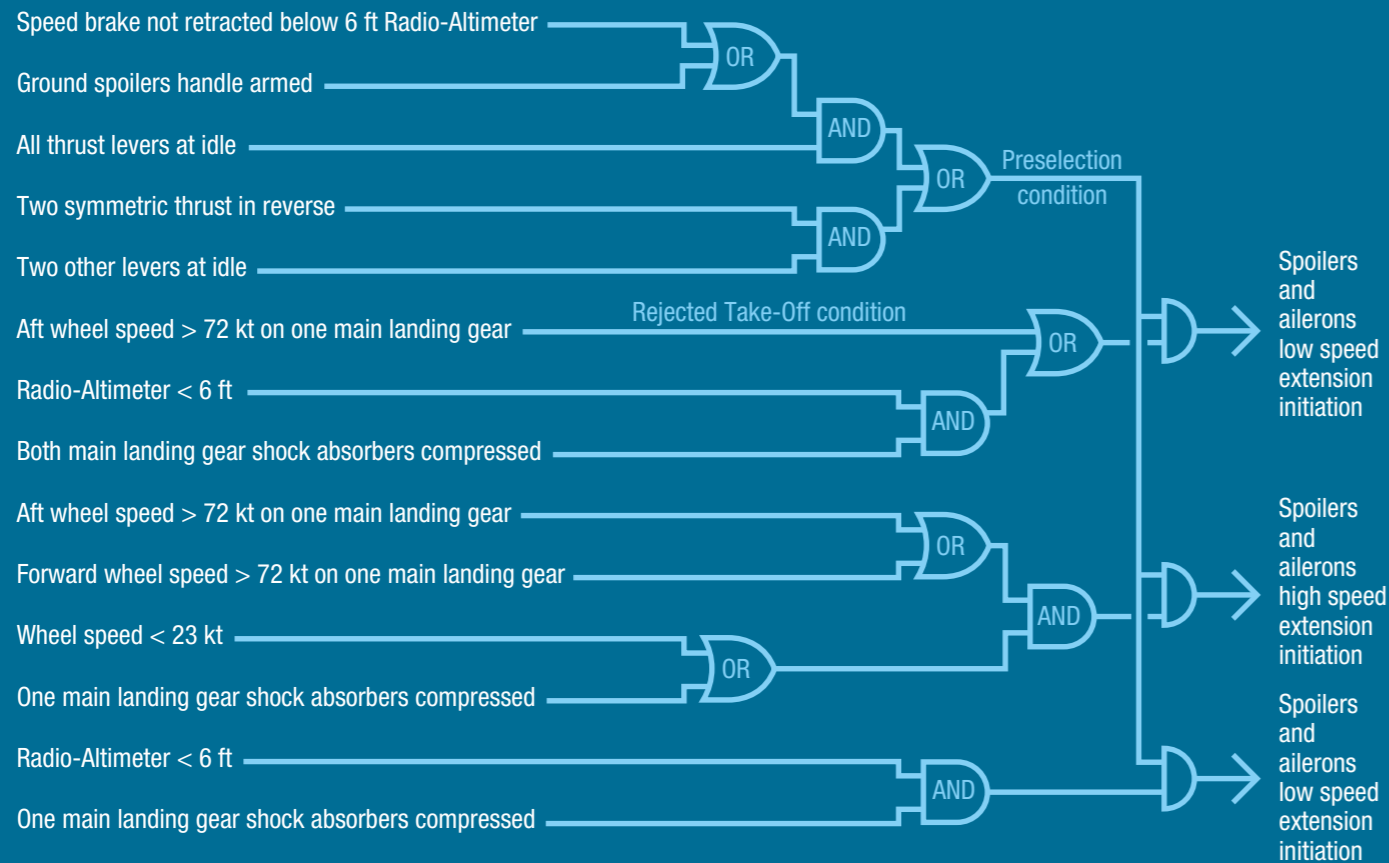 Speed brake not retracted below 6 ft Radio-Altimeter
OR
Ground spoilers handle armed
AND
All thrust levers at idle
Preselection
condition
OR
Two symmetric thrust in reverse
AND
Two other levers at idle
Spoilers
and
ailerons
low speed
extension
initiation
Rejected Take-Off condition
Aft wheel speed > 72 kt on one main landing gear
OR
Radio-Altimeter < 6 ft
AND
Both main landing gear shock absorbers compressed
Aft wheel speed > 72 kt on one main landing gear
OR
Forward wheel speed > 72 kt on one main landing gear
Spoilers
and
ailerons
high speed
extension
initiation
AND
Wheel speed < 23 kt
OR
One main landing gear shock absorbers compressed
Radio-Altimeter < 6 ft
AND
One main landing gear shock absorbers compressed
Spoilers
and
ailerons
low speed
extension
initiation